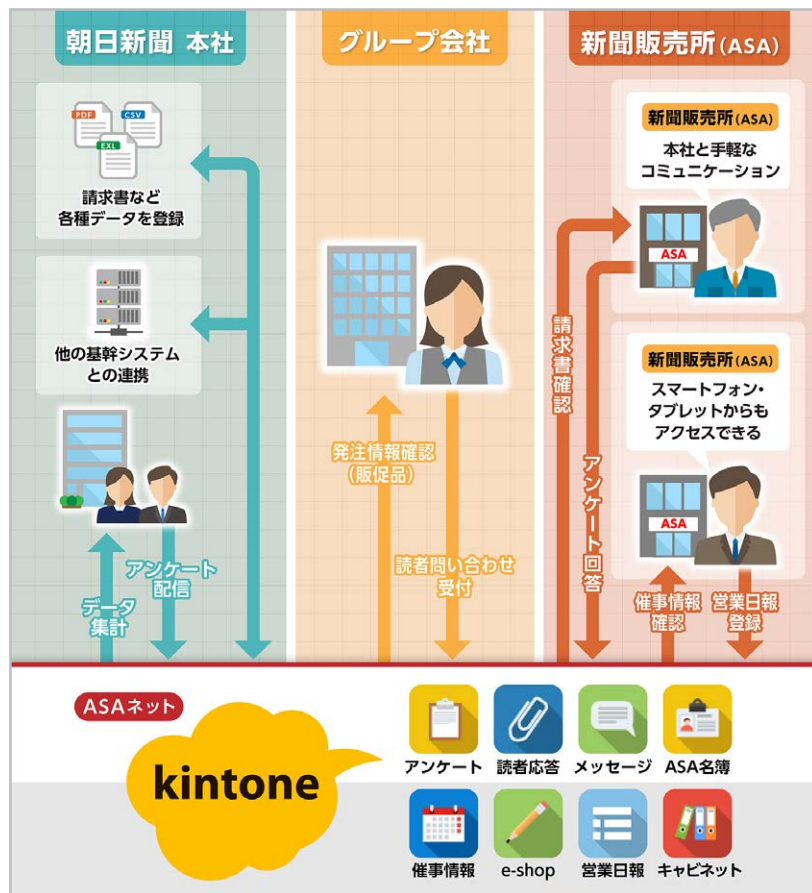 朝日新聞 本社
グループ会社
新聞販売所(ASA)
PDF
CSV
EXL
請求書など
各種データを登録
他の基幹システム
との連携
データ
集計
アンケート
配信
発注情報確認
(販促品)
読者問い合わせ
受付
新聞販売所(ASA)
本社と手軽な
コミュニケーション
ASA
請求書確認
アンケート回答
新聞販売所(ASA)
スマートフォン・
タブレットからも
アクセスできる
ASA
催事情報
確認
営業日報
登録
ASAネット
kintone
アンケート
読者応答
メッセージ
ASA名簿
催事情報
e-shop
営業日報
キャビネット